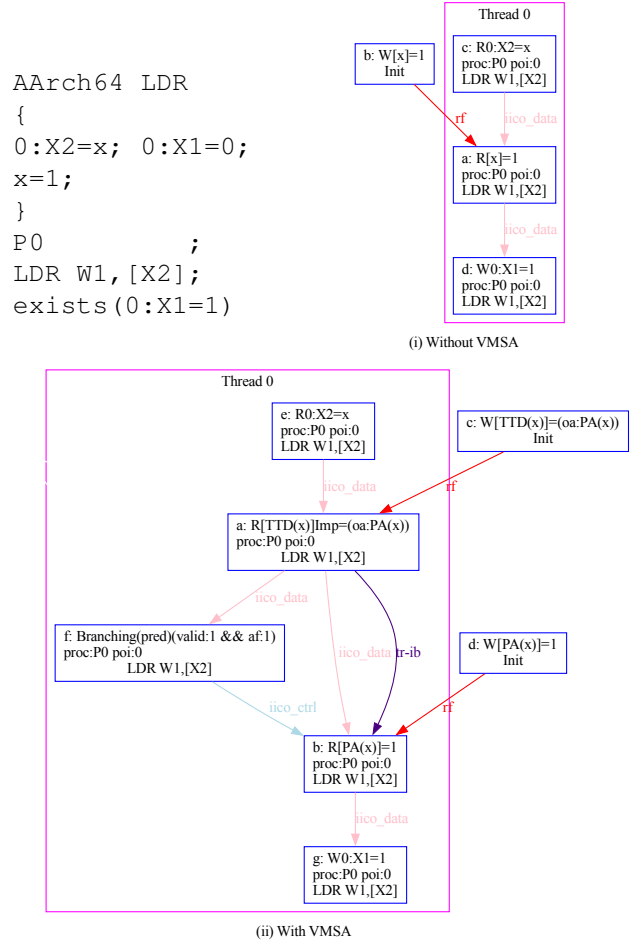 AArch64 LDR
{
0:X2=x; 0:X1=0;
x=1;
}
P0 ;
LDR W1,[X2];
exists(0:X1=1)
Thread 0
c: R0:X2=x
proc:P0 poi:0
LDR W1,[X2]
b: W[x]=1
Init
iico_data
rf
a: R[x]=1
proc:P0 poi:0
LDR W1,[X2]
iico_data
d: W0:X1=1
proc:P0 poi:0
LDR W1,[X2]
(i) Without VMSA
Thread 0
e: R0:X2=x
proc:P0 poi:0
LDR W1,[X2]
c: W[TTD(x)]=(oa:PA(x))
Init
iico_data
rf
a: R[TTD(x)]Imp=(oa:PA(x))
proc:P0 poi:0
LDR W1,[X2]
iico_data
f: Branching(pred)(valid:1 && af:1)
proc:P0 poi:0
LDR W1,[X2]
iico_data
tr-ib
d: W[PA(x)]=1
Init
iico_ctrl
rf
b: R[PA(x)]=1
proc:P0 poi:0
LDR W1,[X2]
iico_data
g: W0:X1=1
proc:P0 poi:0
LDR W1,[X2]
(ii) With VMSA